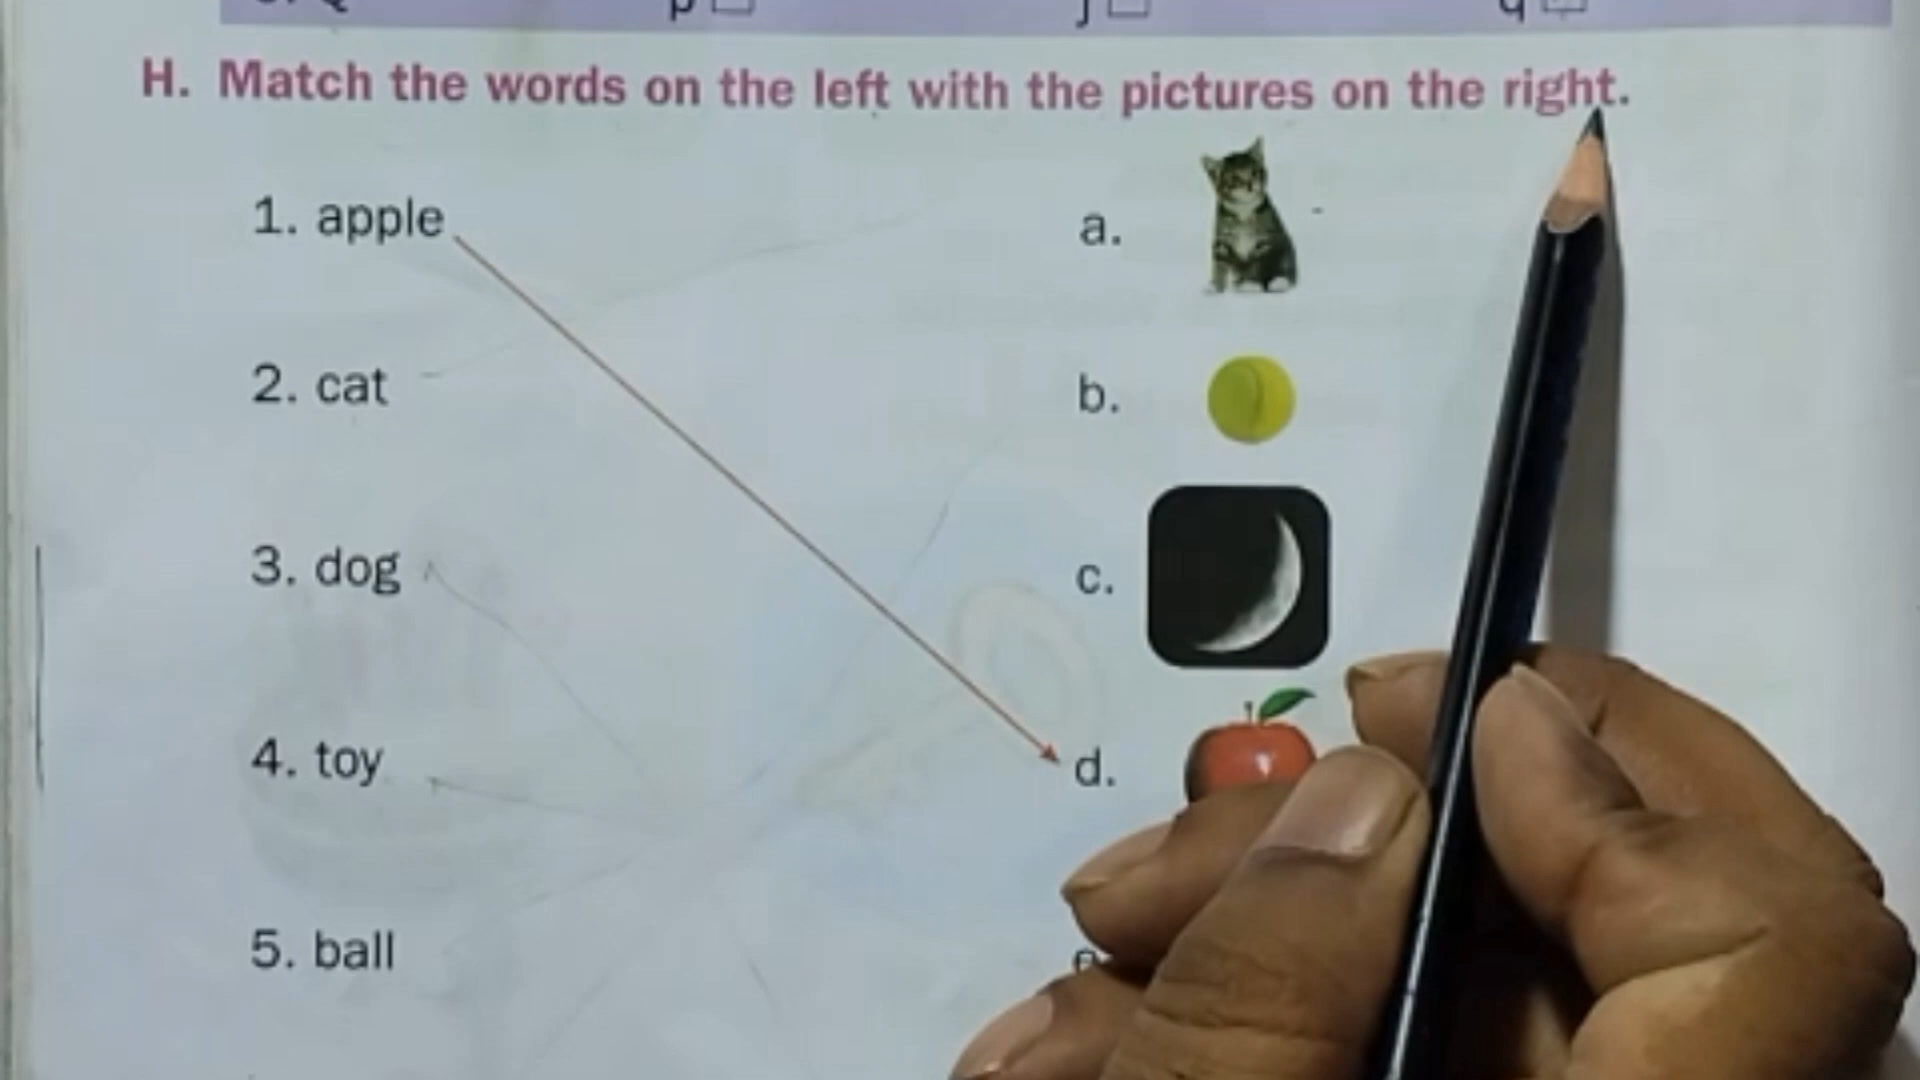 H. Match the words on the left with the pictures on the right.
1. apple
a.
2. cat
b.
3. dog
c.
4. toy
d.
5. ball